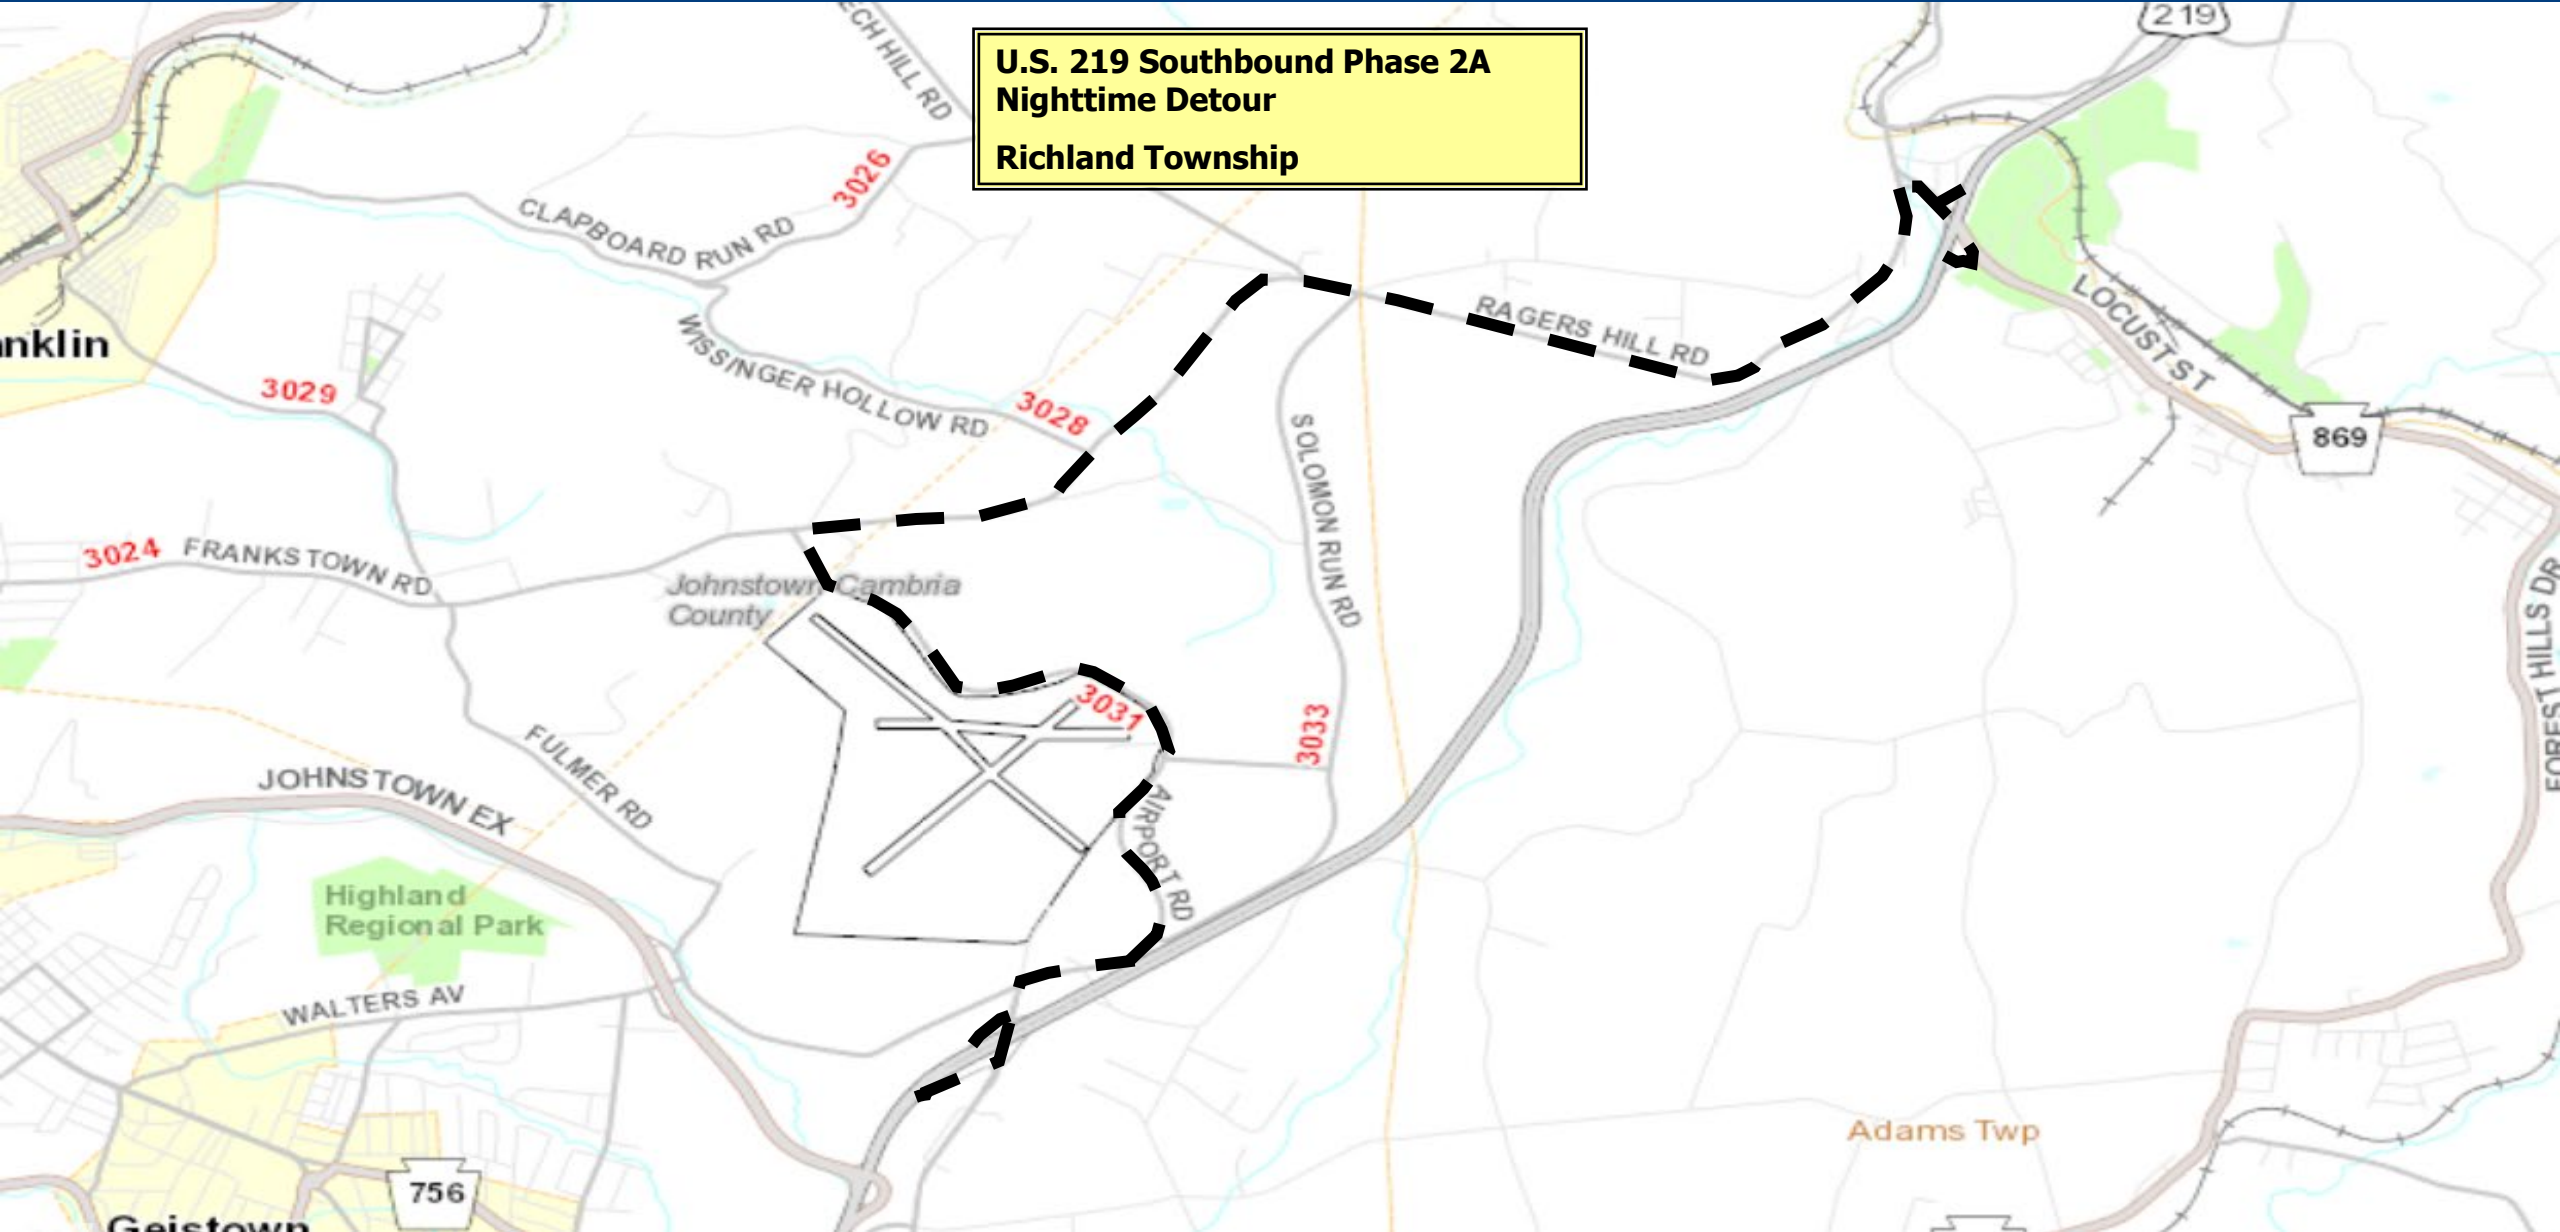 219
ECH HILL RD
U.S. 219 Southbound Phase 2A
Nighttime Detour
Richland Township
3026
CLAPBOARD RUN RD
WISSINGER HOLLOW RD
3028
RAGERS HILL RD
LOCUST ST
869
nklin
3029
SOLOMON RUN RD
3024
FRANKSTOWN RD
Johnstown Cambria
County
3031
3033
FOREST HILLS DR
FULMER RD
JOHNSTOWN EX
AIRPORT RD
Highland
Regional Park
WALTERS AV
Adams Twp
756
Geistown